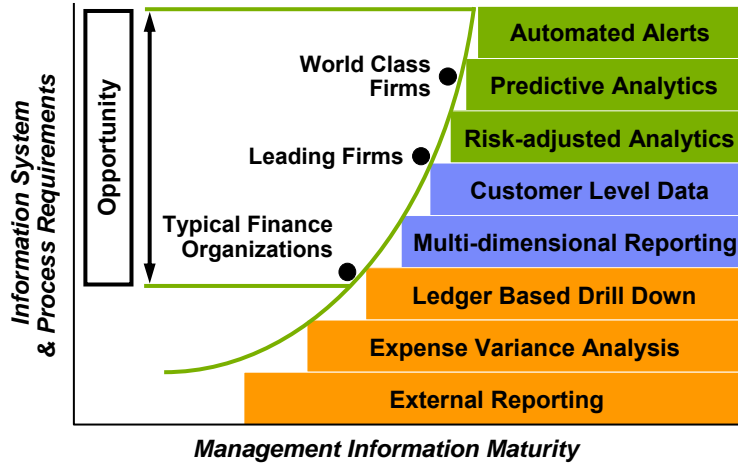 Automated Alerts
World Class
Firms
Predictive Analytics
Leading Firms
Risk-adjusted Analytics
Customer Level Data
Typical Finance
Organizations
Multi-dimensional Reporting
Ledger Based Drill Down
Expense Variance Analysis
External Reporting
Opportunity
Information System
& Process Requirements
Management Information Maturity